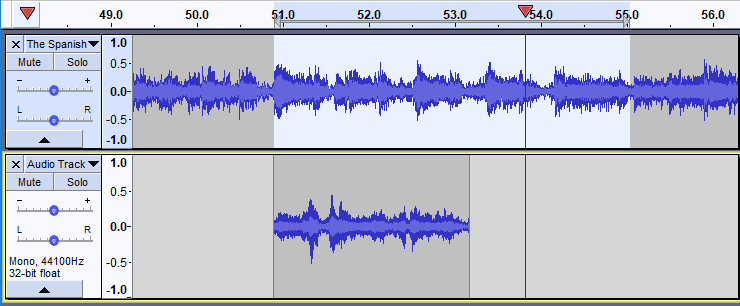 49.0 50.0 51.0 52.0 53.0 54.0 55.0 56.0
The Spanish
Mute Solo
- +
L R
1.0
0.5
0.0
-0.5
-1.0
Audio Track
Mute Solo
- +
L R
Mono, 44100Hz
32-bit float
1.0
0.5
0.0
-0.5
-1.0